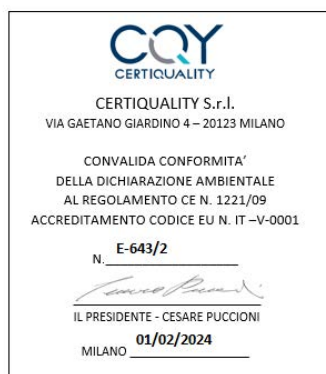 CQY
CERTIQUALITY
CERTIQUALITY S.r.l.
VIA GAETANO GIARDINO 4 – 20123 MILANO
CONVALIDA CONFORMITA’
DELLA DICHIARAZIONE AMBIENTALE
AL REGOLAMENTO CE N. 1221/09
ACCREDITAMENTO CODICE EU N. IT –V-0001
N. E-643/2
IL PRESIDENTE - CESARE PUCCIONI
MILANO 01/02/2024